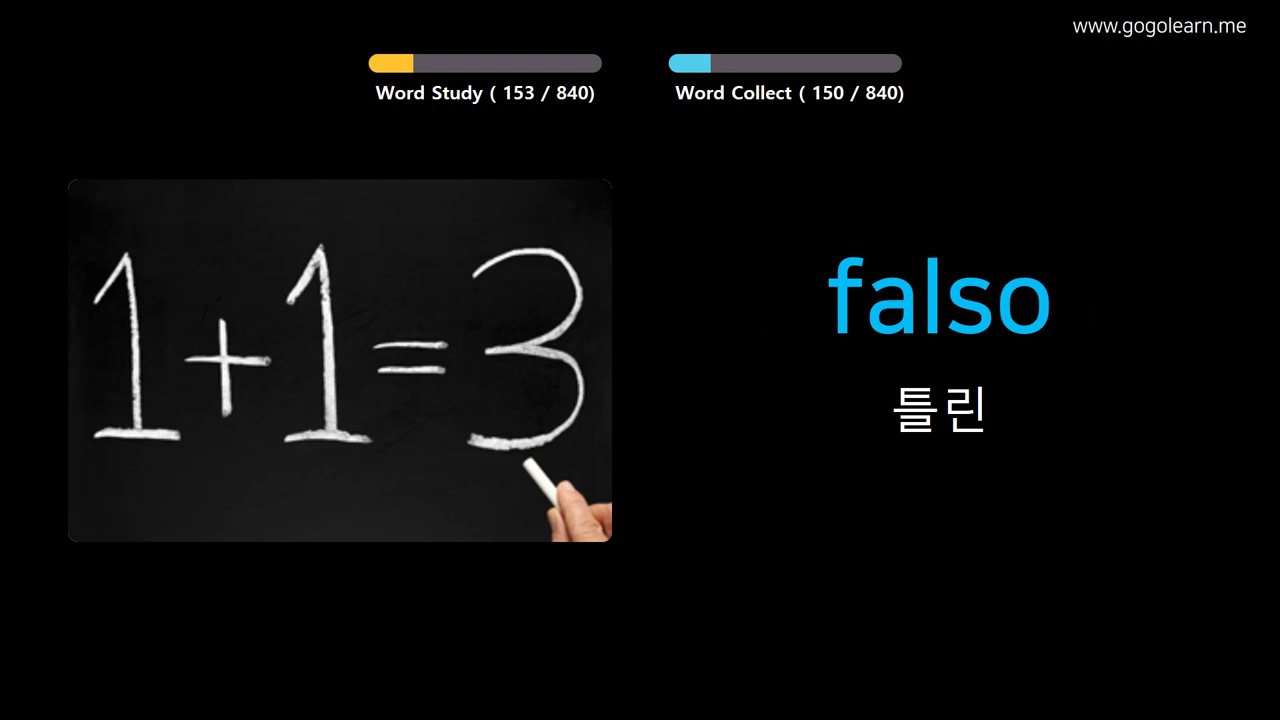 www.gogolearn.me
Word Study ( 153 / 840)
Word Collect ( 150 / 840)
1+1=3
falso
틀린